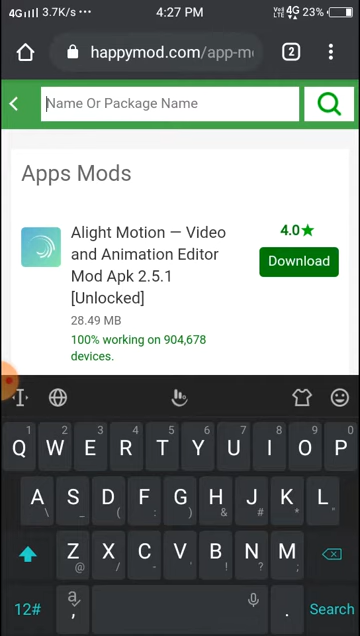 4G 3.7K/s ••• 4:27 PM VoD LTE 4G 23%
happymod.com/app-m 2
Name Or Package Name
Apps Mods
Alight Motion — Video
and Animation Editor
Mod Apk 2.5.1
[Unlocked]
4.0★
Download
28.49 MB
100% working on 904,678
devices.
1 2 3 4 5 6 7 8 9 0
Q W E R T Y U I O P
A S D F G H J K L
\ _ ( : ) & # * "
Z X C V B N M
@ / - ' ! ? ;
12# a , . Search